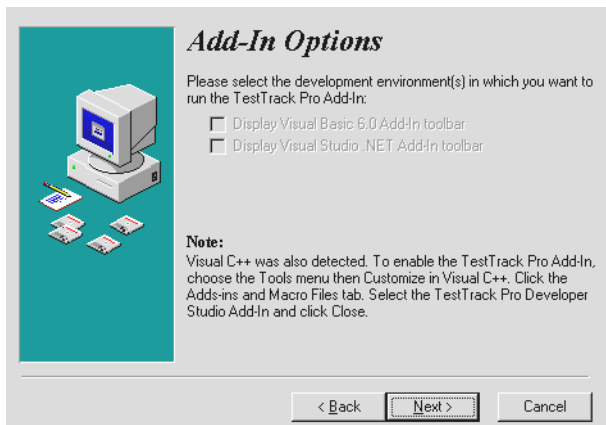 Add-In Options
Please select the development environment(s) in which you want to
run the TestTrack Pro Add-In:
Display Visual Basic 6.0 Add-In toolbar
Display Visual Studio .NET Add-In toolbar
Note:
Visual C++ was also detected. To enable the TestTrack Pro Add-In,
choose the Tools menu then Customize in Visual C++. Click the
Adds-ins and Macro Files tab. Select the TestTrack Pro Developer
Studio Add-In and click Close.
< Back Next > Cancel